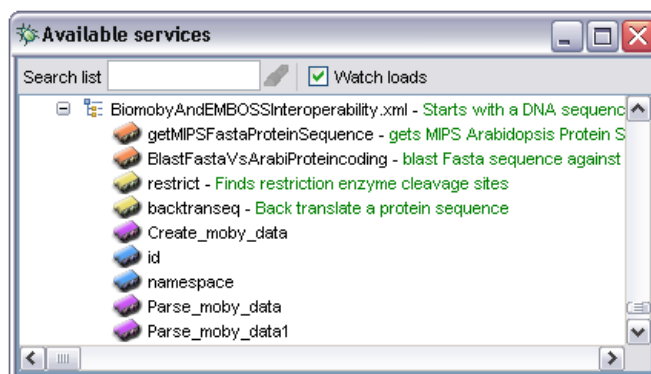 Available services
Search list Watch loads
BiomobyAndEMBOSSInteroperability.xml - Starts with a DNA sequenc
getMIPSFastaProteinSequence - gets MIPS Arabidopsis Protein S
BlastFastaVsArabiProteincoding - blast Fasta sequence against
restrict - Finds restriction enzyme cleavage sites
backtranseq - Back translate a protein sequence
Create_moby_data
id
namespace
Parse_moby_data
Parse_moby_data1